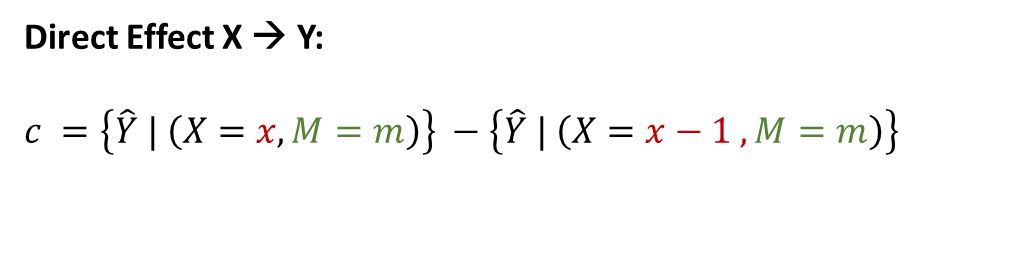 Direct Effect X → Y:
c = {Ŷ | (X = x, M = m)} − {Ŷ | (X = x − 1 , M = m)}